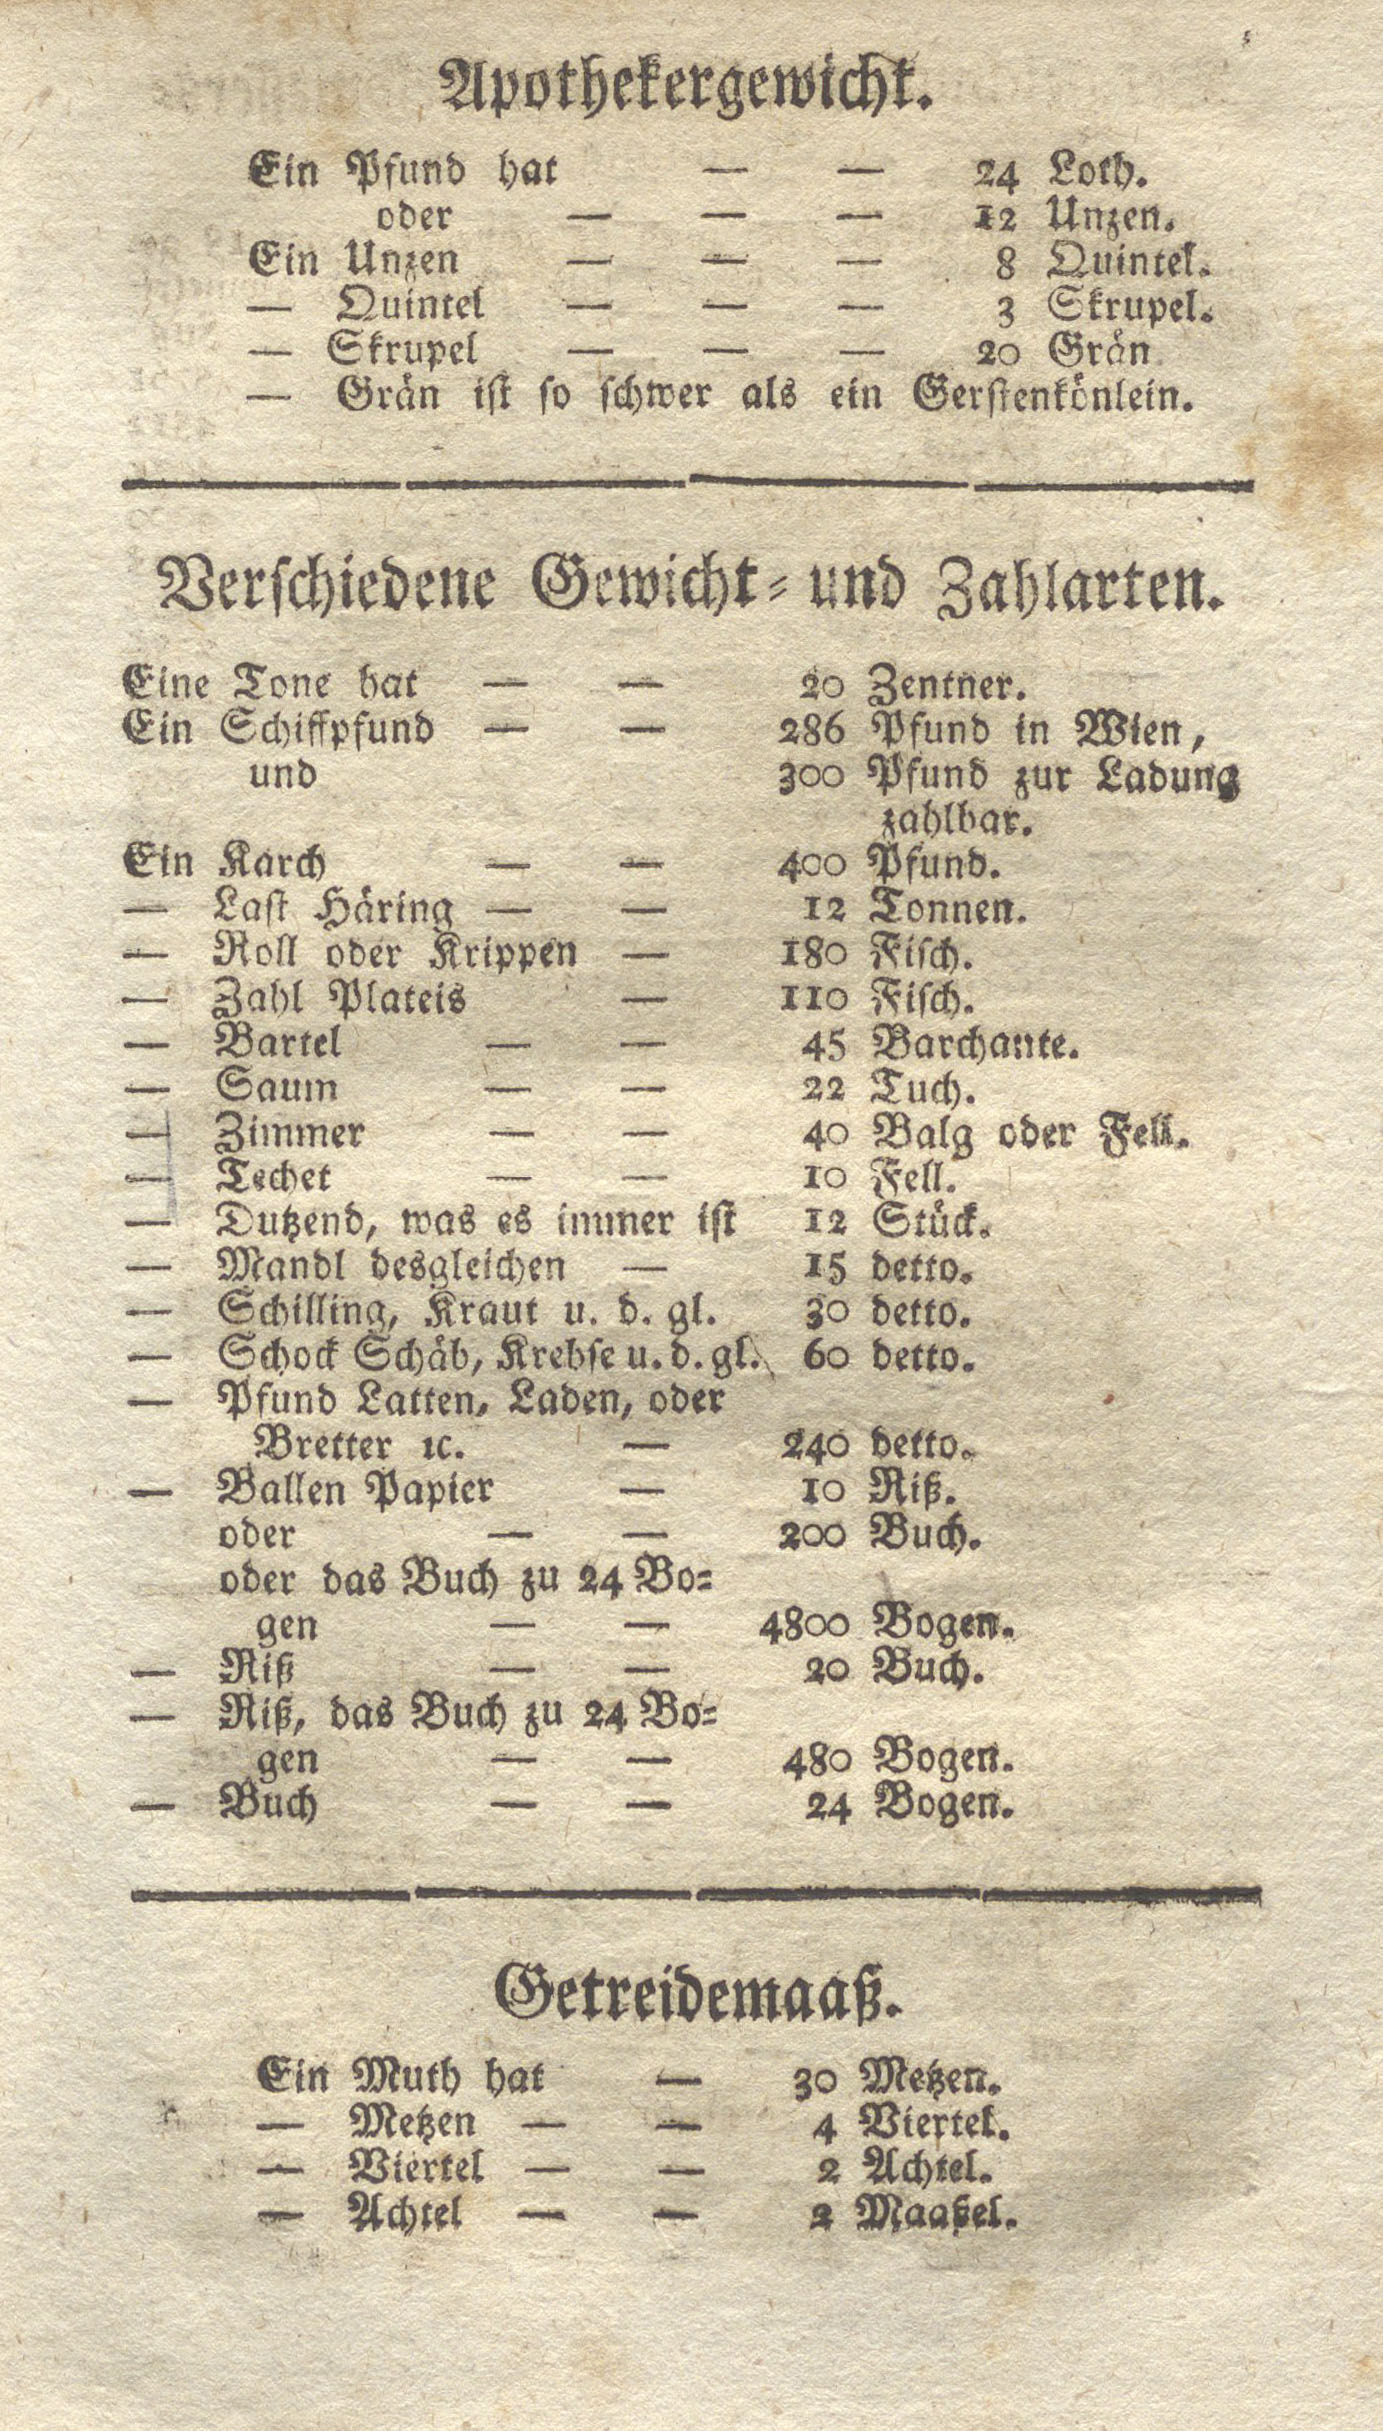 Apothekergewicht.
Ein Pfund hat — — 24 Loth.
oder — — — 12 Unzen.
Ein Unzen — — — 8 Quintel.
— Quintel — — — 3 Skrupel.
— Skrupel — — — 20 Grän
— Grän ist so schwer als ein Gerstenkönlein.
Verschiedene Gewicht- und Zahlarten.
Eine Tone hat — — 20 Zentner.
Ein Schiffpfund — — 286 Pfund in Wien,
und 300 Pfund zur Ladung
zahlbar.
Ein Karch — — 400 Pfund.
— Last Häring — — 12 Tonnen.
— Roll oder Krippen — 180 Fisch.
— Zahl Plateis — 110 Fisch.
— Bartel — — 45 Barchante.
— Saum — — 22 Tuch.
— Zimmer — — 40 Balg oder Fell.
— Techet — — 10 Fell.
— Dutzend, was es immer ist 12 Stück.
— Mandl desgleichen — 15 detto.
— Schilling, Kraut u. d. gl. 30 detto.
— Schock Schäb, Krebse u. d. gl. 60 detto.
— Pfund Latten, Laden, oder
Bretter ꝛc. — 240 detto.
— Ballen Papier — 10 Riß.
oder — — 200 Buch.
oder das Buch zu 24 Bo-
gen — — 4800 Bogen.
— Riß — — 20 Buch.
— Riß, das Buch zu 24 Bo-
gen — — 480 Bogen.
— Buch — — 24 Bogen.
Getreidemaaß.
Ein Muth hat — 30 Metzen.
— Metzen — — 4 Viertel.
— Viertel — — 2 Achtel.
— Achtel — — 2 Maaßel.